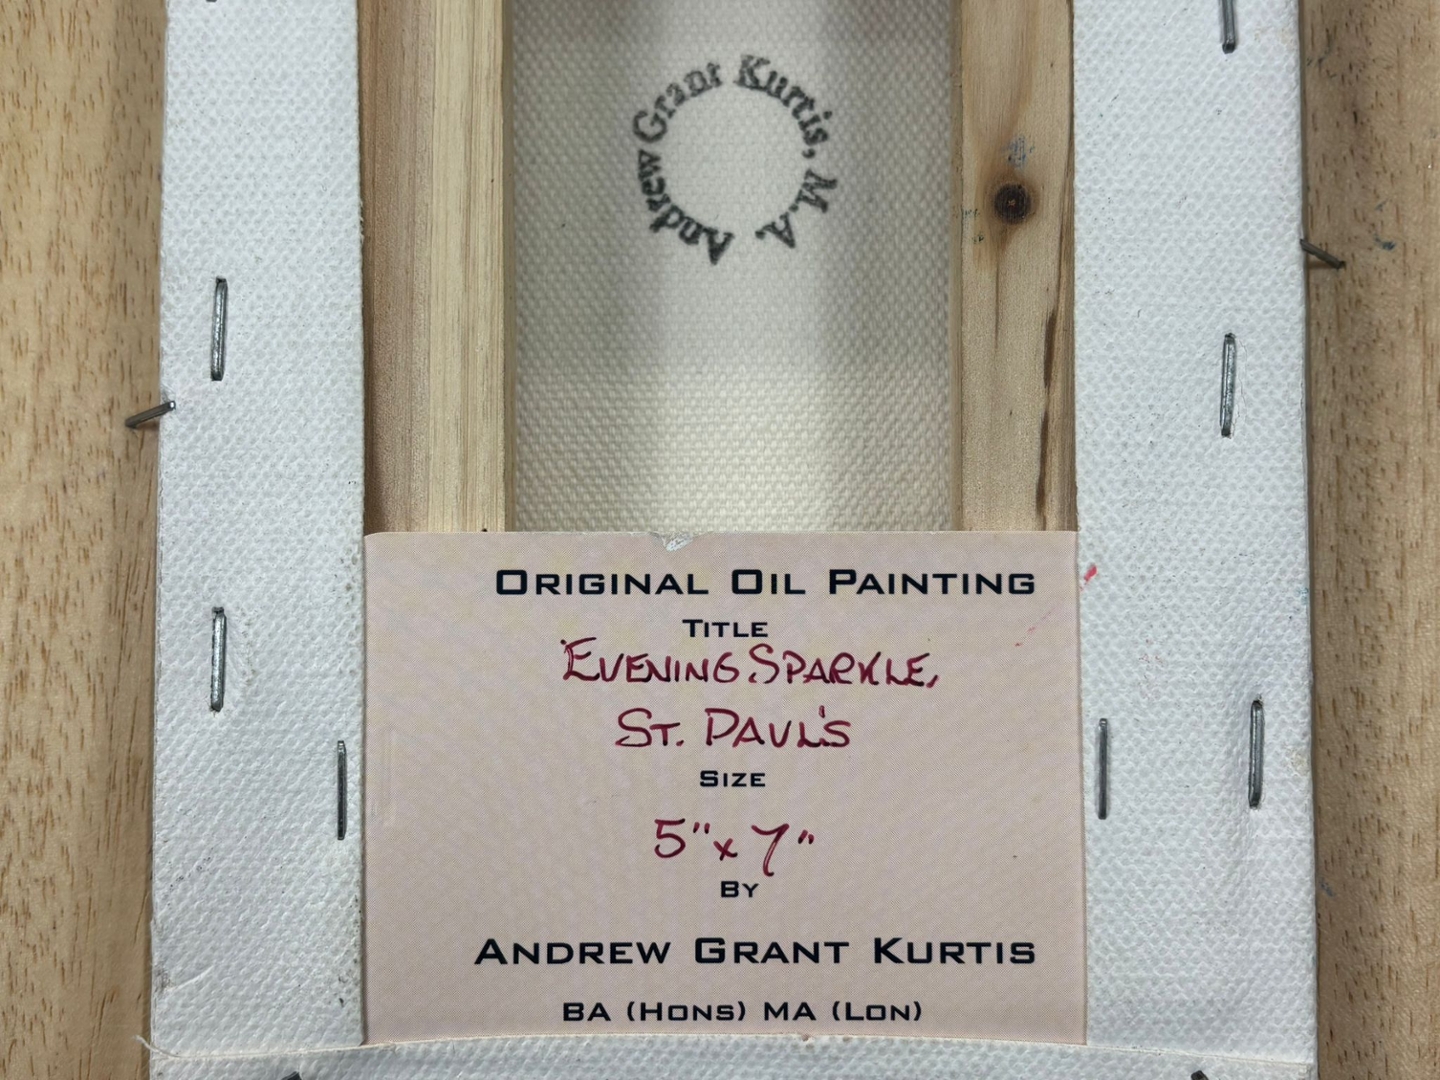 Andrew Grant Kurtis, M.A.
ORIGINAL OIL PAINTING
TITLE
EVENING SPARKLE,
ST. PAUL'S
SIZE
5" x 7"
BY
ANDREW GRANT KURTIS
BA (HONS) MA (LON)